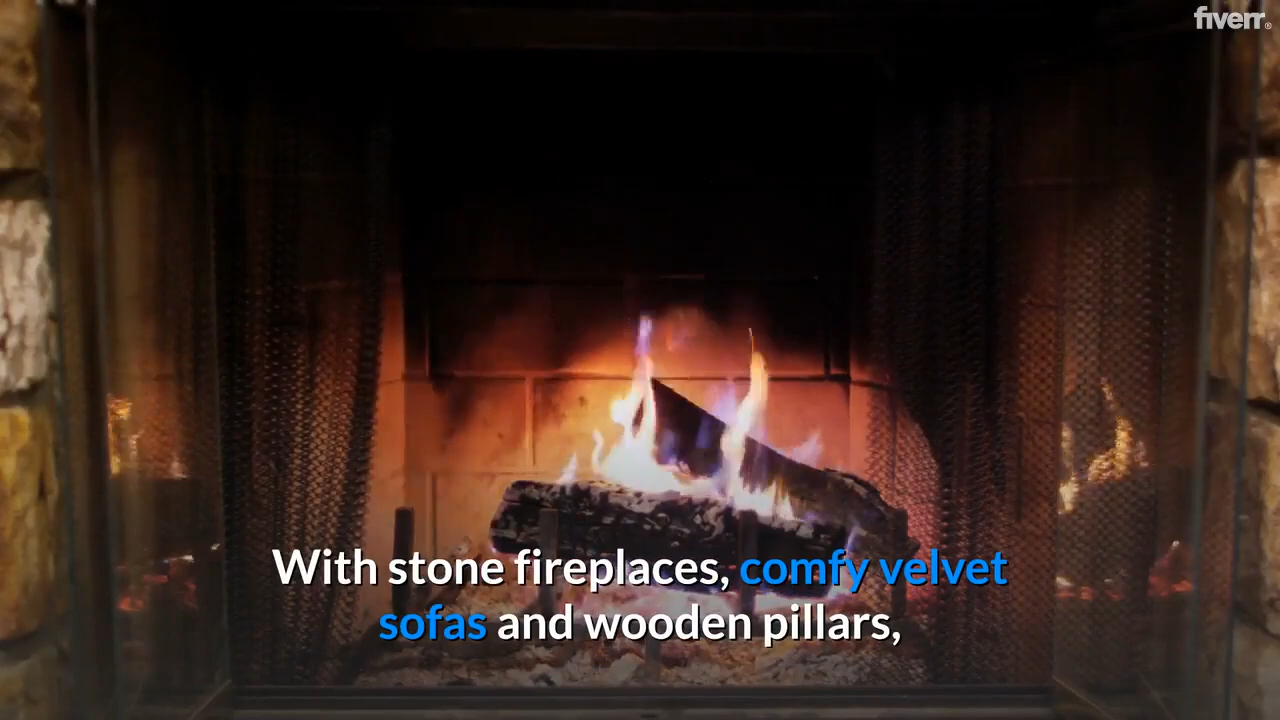 fiverr®
With stone fireplaces, comfy velvet
sofas and wooden pillars,